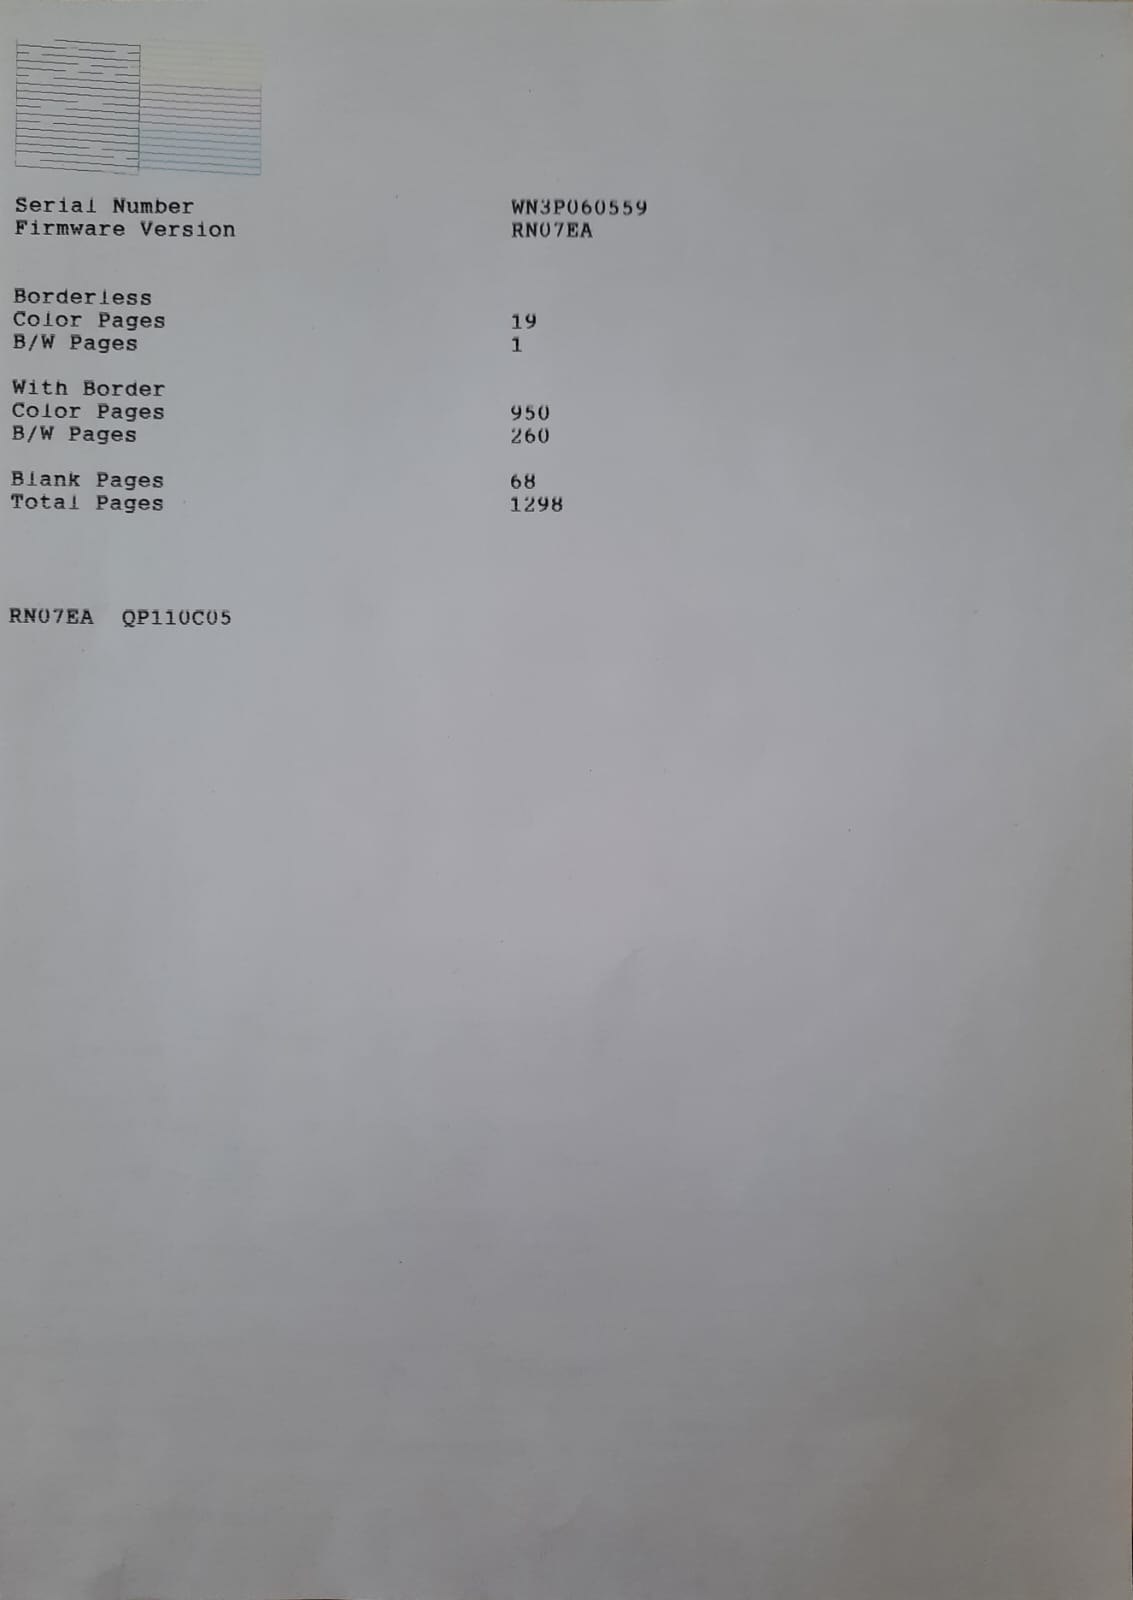 Serial Number WN3P060559
Firmware Version RN07EA
Borderless
Color Pages 19
B/W Pages 1
With Border
Color Pages 950
B/W Pages 260
Blank Pages 68
Total Pages 1298
RN07EA QP110C05